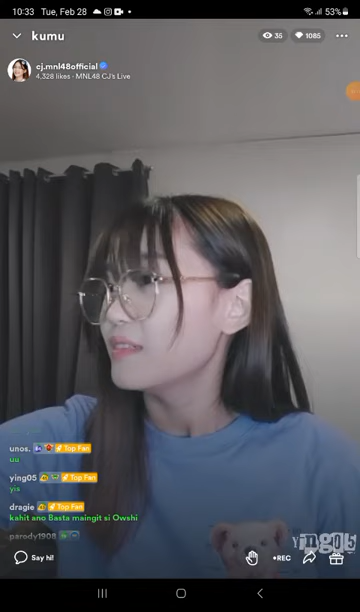 10:33 Tue, Feb 28
53%
kumu
35
1085
cj.mnl48official
4,328 likes · MNL48 CJ's Live
unos. Top Fan
uu
ying05 Top Fan
yis
dragie Top Fan
kahit ano Basta maingit si Owshi
parody1908
Say hi!
•REC
Ying05